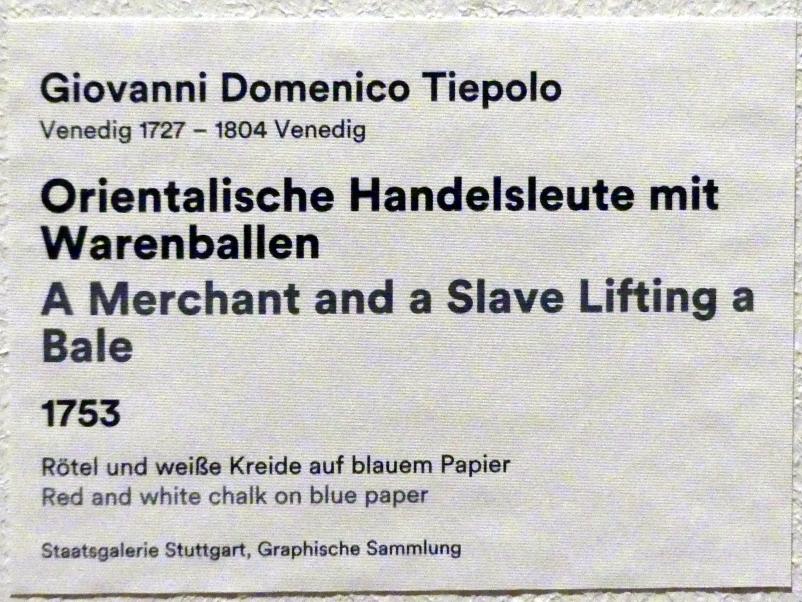 Giovanni Domenico Tiepolo
Venedig 1727 – 1804 Venedig
Orientalische Handelsleute mit
Warenballen
A Merchant and a Slave Lifting a
Bale
1753
Rötel und weiße Kreide auf blauem Papier
Red and white chalk on blue paper
Staatsgalerie Stuttgart, Graphische Sammlung